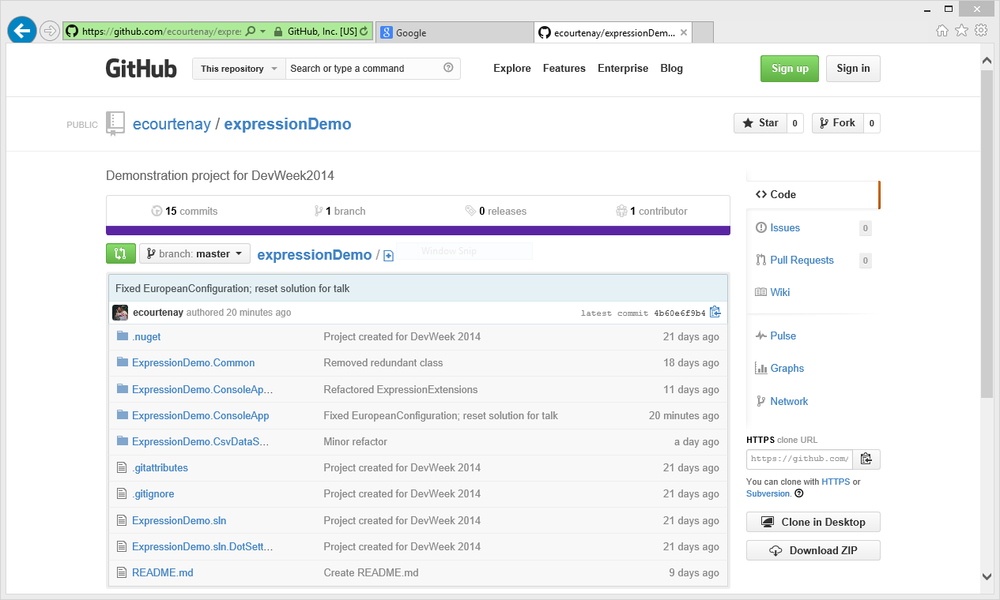 https://github.com/ecourtenay/expre: GitHub, Inc. [US] Google ecourtenay/expressionDem...
GitHub This repository Search or type a command Explore Features Enterprise Blog Sign up Sign in
PUBLIC ecourtenay / expressionDemo Star 0 Fork 0
Demonstration project for DevWeek2014
15 commits 1 branch 0 releases 1 contributor
branch: master expressionDemo / Window Snip
Fixed EuropeanConfiguration; reset solution for talk
ecourtenay authored 20 minutes ago latest commit 4b60e6f9b4
.nuget Project created for DevWeek 2014 21 days ago
ExpressionDemo.Common Removed redundant class 18 days ago
ExpressionDemo.ConsoleAp... Refactored ExpressionExtensions 11 days ago
ExpressionDemo.ConsoleApp Fixed EuropeanConfiguration; reset solution for talk 20 minutes ago
ExpressionDemo.CsvDataS... Minor refactor a day ago
.gitattributes Project created for DevWeek 2014 21 days ago
.gitignore Project created for DevWeek 2014 21 days ago
ExpressionDemo.sln Project created for DevWeek 2014 21 days ago
ExpressionDemo.sln.DotSett... Project created for DevWeek 2014 21 days ago
README.md Create README.md 9 days ago
Code
Issues 0
Pull Requests 0
Wiki
Pulse
Graphs
Network
HTTPS clone URL
https://github.com/
You can clone with HTTPS or
Subversion.
Clone in Desktop
Download ZIP